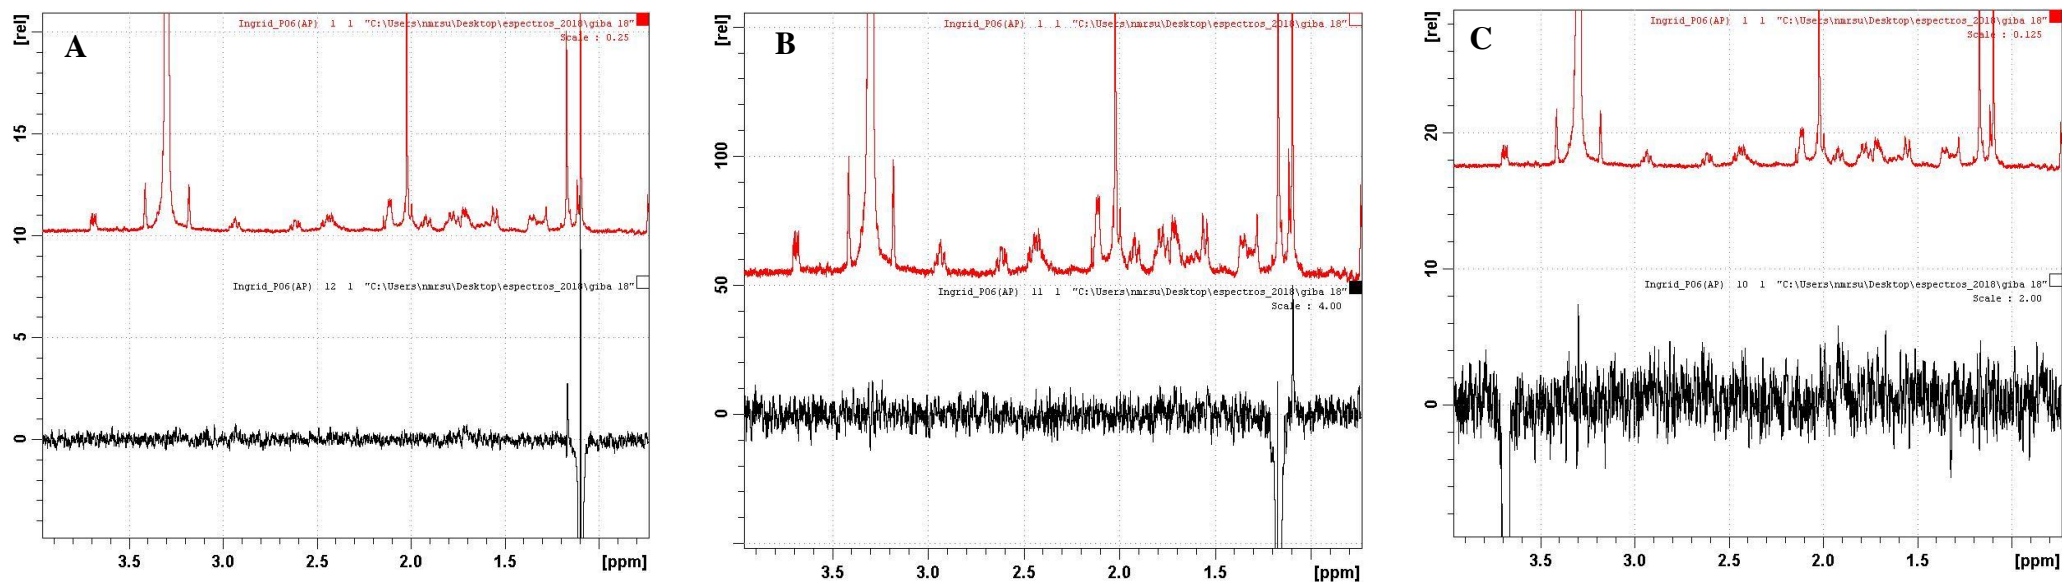 A
[rel]
Ingrid_P06(AP) 1 1 "C:\Users\nmrsu\Desktop\espectros_2018\giba 18"
Scale : 0.25
15
10
Ingrid_P06(AP) 12 1 "C:\Users\nmrsu\Desktop\espectros_2018\giba 18"
5
0
3.5 3.0 2.5 2.0 1.5 [ppm]
B
[rel]
Ingrid_P06(AP) 1 1 "C:\Users\nmrsu\Desktop\espectros_2018\giba 18"
100
50
Ingrid_P06(AP) 11 1 "C:\Users\nmrsu\Desktop\espectros_2018\giba 18"
Scale : 4.00
0
3.5 3.0 2.5 2.0 1.5 [ppm]
C
[rel]
Ingrid_P06(AP) 1 1 "C:\Users\nmrsu\Desktop\espectros_2018\giba 18"
Scale : 0.125
20
10
Ingrid_P06(AP) 10 1 "C:\Users\nmrsu\Desktop\espectros_2018\giba 18"
Scale : 2.00
0
3.5 3.0 2.5 2.0 1.5 [ppm]